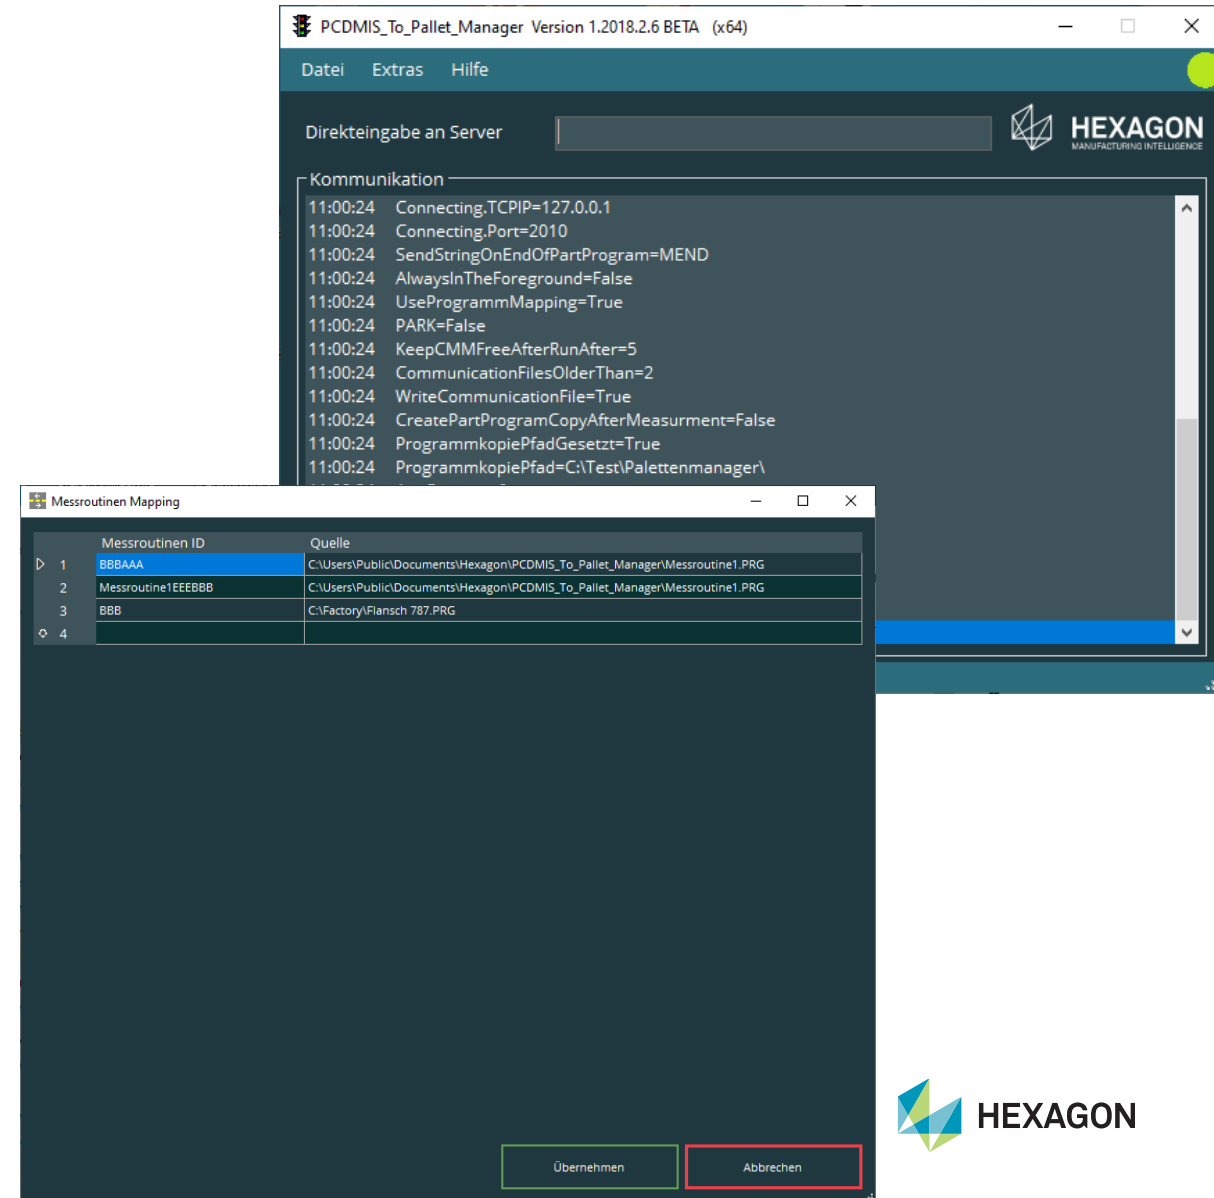 PCDMIS_To_Pallet_Manager Version 1.2018.2.6 BETA (x64)
Datei Extras Hilfe
Direkteingabe an Server
HEXAGON
MANUFACTURING INTELLIGENCE
Kommunikation
11:00:24 Connecting.TCPIP=127.0.0.1
11:00:24 Connecting.Port=2010
11:00:24 SendStringOnEndOfPartProgram=MEND
11:00:24 AlwaysInTheForeground=False
11:00:24 UseProgrammMapping=True
11:00:24 PARK=False
11:00:24 KeepCMMFreeAfterRunAfter=5
11:00:24 CommunicationFilesOlderThan=2
11:00:24 WriteCommunicationFile=True
11:00:24 CreatePartProgramCopyAfterMeasurment=False
11:00:24 ProgrammkopiePfadGesetzt=True
11:00:24 ProgrammkopiePfad=C:\Test\Palettenmanager\
Messroutinen Mapping
Messroutinen ID Quelle
1 BBBAAA C:\Users\Public\Documents\Hexagon\PCDMIS_To_Pallet_Manager\Messroutine1.PRG
2 Messroutine1EEEBBB C:\Users\Public\Documents\Hexagon\PCDMIS_To_Pallet_Manager\Messroutine1.PRG
3 BBB C:\Factory\Flansch 787.PRG
4
Übernehmen Abbrechen
HEXAGON